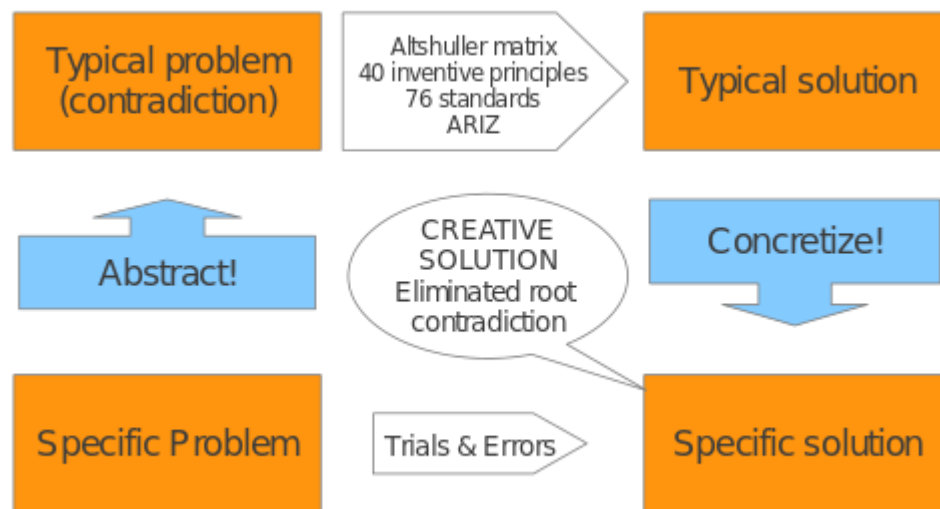 Typical problem
(contradiction)
Altshuller matrix
40 inventive principles
76 standards
ARIZ
Typical solution
Abstract!
CREATIVE
SOLUTION
Eliminated root
contradiction
Concretize!
Specific Problem
Trials & Errors
Specific solution